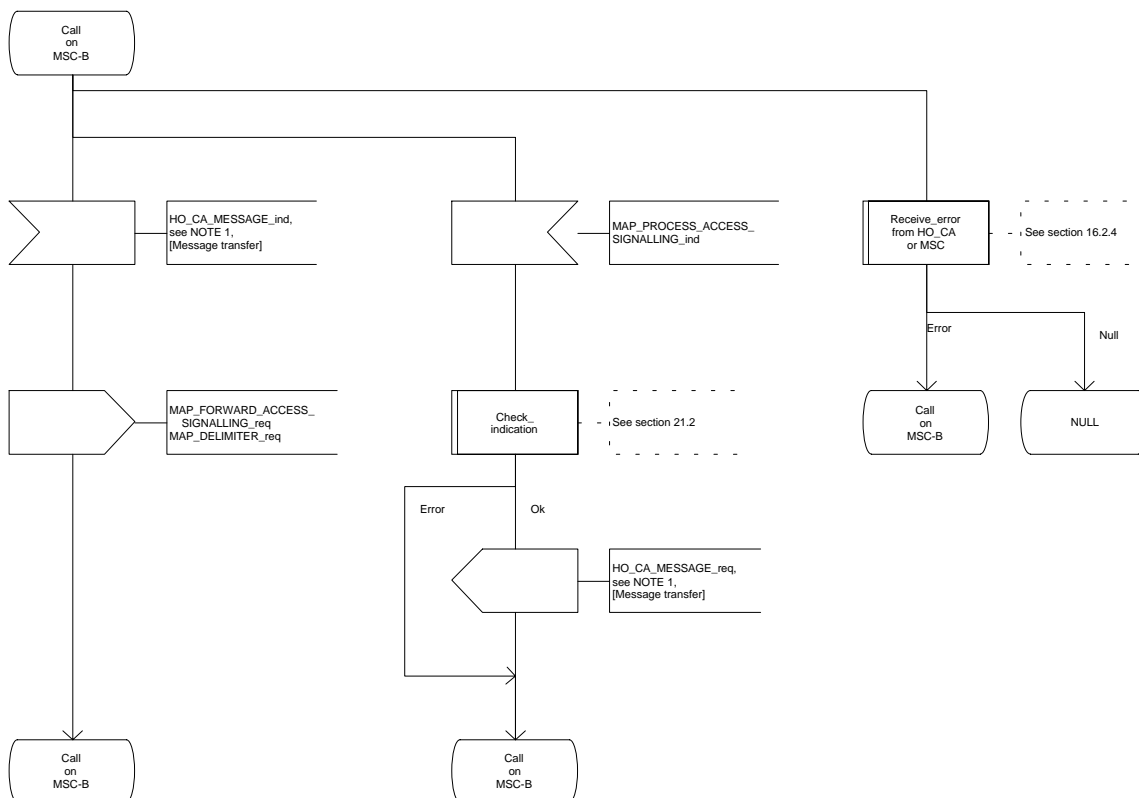 Call
on
MSC-B
HO_CA_MESSAGE_ind,
see NOTE 1,
[Message transfer]
MAP_PROCESS_ACCESS_
SIGNALLING_ind
Receive_error
from HO_CA
or MSC
See section 16.2.4
Error
Null
MAP_FORWARD_ACCESS_
SIGNALLING_req
MAP_DELIMITER_req
Check_
indication
See section 21.2
Call
on
MSC-B
NULL
Error
Ok
HO_CA_MESSAGE_req,
see NOTE 1,
[Message transfer]
Call
on
MSC-B
Call
on
MSC-B